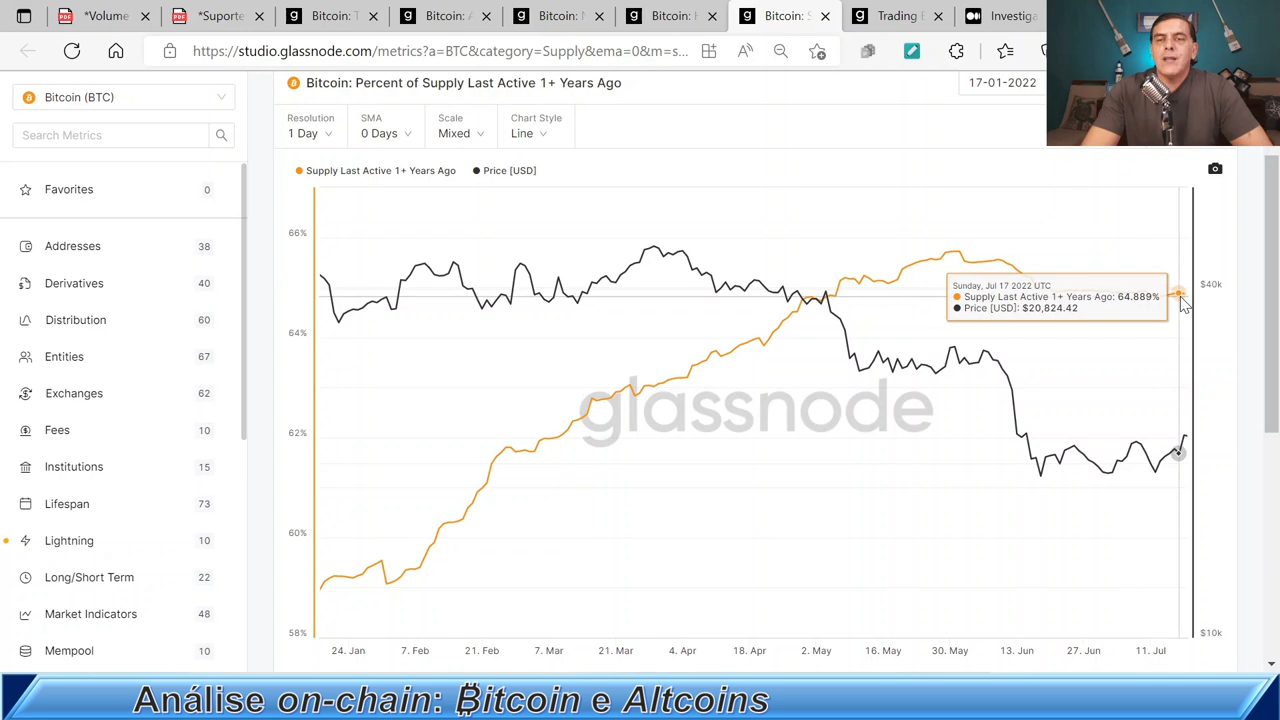 *Volume
*Suporte
Bitcoin: T
Bitcoin: A
Bitcoin: N
Bitcoin:
Bitcoin: S
Trading B
Investiga
https://studio.glassnode.com/metrics?a=BTC&category=Supply&ema=0&m=s...
Bitcoin (BTC)
Search Metrics
Favorites 0
Addresses 38
Derivatives 40
Distribution 60
Entities 67
Exchanges 62
Fees 10
Institutions 15
Lifespan 73
Lightning 10
Long/Short Term 22
Market Indicators 48
Mempool 10
Bitcoin: Percent of Supply Last Active 1+ Years Ago
17-01-2022
Resolution SMA Scale Chart Style
1 Day 0 Days Mixed Line
Supply Last Active 1+ Years Ago Price [USD]
66%
64%
62%
60%
58%
$40k
$10k
Sunday, Jul 17 2022 UTC
Supply Last Active 1+ Years Ago: 64.889%
Price [USD]: $20,824.42
glassnode
24. Jan 7. Feb 21. Feb 7. Mar 21. Mar 4. Apr 18. Apr 2. May 16. May 30. May 13. Jun 27. Jun 11. Jul
Análise on-chain: ₿itcoin e Altcoins